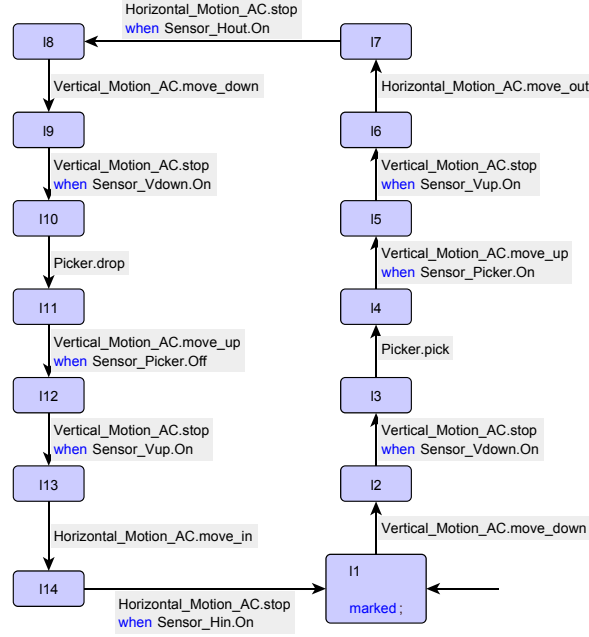 Horizontal_Motion_AC.stop
when Sensor_Hout.On
l8
l7
Vertical_Motion_AC.move_down
Horizontal_Motion_AC.move_out
l9
l6
Vertical_Motion_AC.stop
when Sensor_Vdown.On
Vertical_Motion_AC.stop
when Sensor_Vup.On
l10
l5
Picker.drop
Vertical_Motion_AC.move_up
when Sensor_Picker.On
l11
l4
Vertical_Motion_AC.move_up
when Sensor_Picker.Off
Picker.pick
l12
l3
Vertical_Motion_AC.stop
when Sensor_Vup.On
Vertical_Motion_AC.stop
when Sensor_Vdown.On
l13
l2
Horizontal_Motion_AC.move_in
Vertical_Motion_AC.move_down
l14
l1
marked ;
Horizontal_Motion_AC.stop
when Sensor_Hin.On